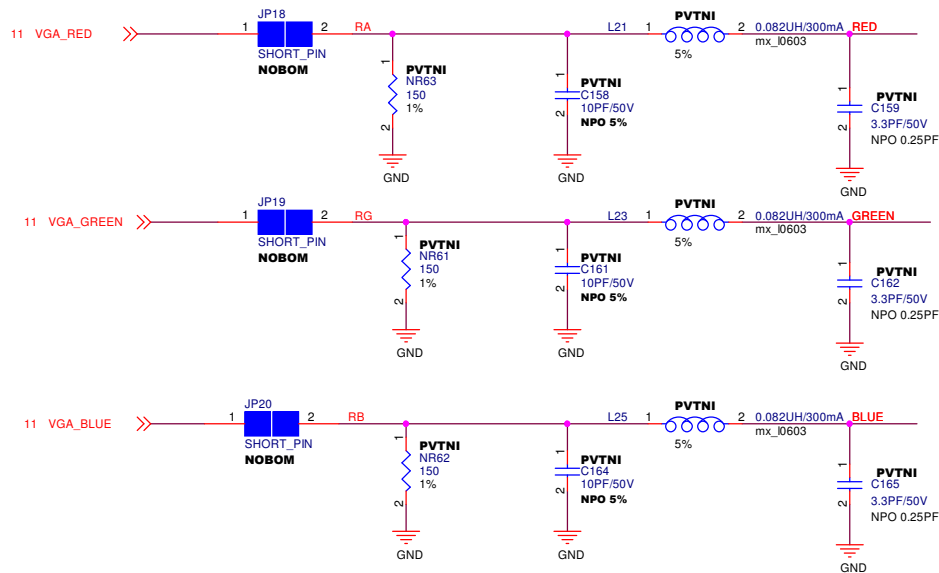 JP18
11 VGA_RED 1 2 RA L21 1 PVTNI 2 0.082UH/300mA RED
SHORT_PIN 5% mx_l0603
NOBOM
1 PVTNI
NR63
150
1%
2
GND
1 PVTNI
C158
10PF/50V
NPO 5%
2
GND
1 PVTNI
C159
3.3PF/50V
NPO 0.25PF
2
GND
JP19
11 VGA_GREEN 1 2 RG L23 1 PVTNI 2 0.082UH/300mA GREEN
SHORT_PIN 5% mx_l0603
NOBOM
1 PVTNI
NR61
150
1%
2
GND
1 PVTNI
C161
10PF/50V
NPO 5%
2
GND
1 PVTNI
C162
3.3PF/50V
NPO 0.25PF
2
GND
JP20
11 VGA_BLUE 1 2 RB L25 1 PVTNI 2 0.082UH/300mA BLUE
SHORT_PIN 5% mx_l0603
NOBOM
1 PVTNI
NR62
150
1%
2
GND
1 PVTNI
C164
10PF/50V
NPO 5%
2
GND
1 PVTNI
C165
3.3PF/50V
NPO 0.25PF
2
GND